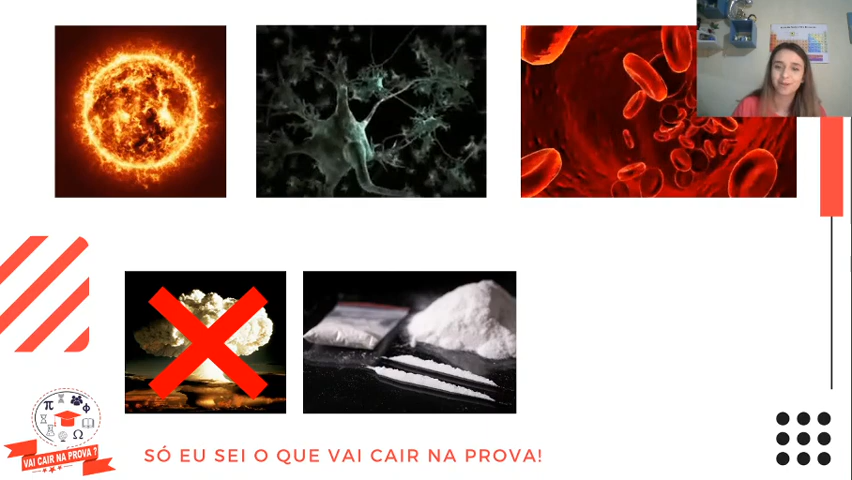 π
Φ
Ω
VAI CAIR NA PROVA ?
SÓ EU SEI O QUE VAI CAIR NA PROVA!